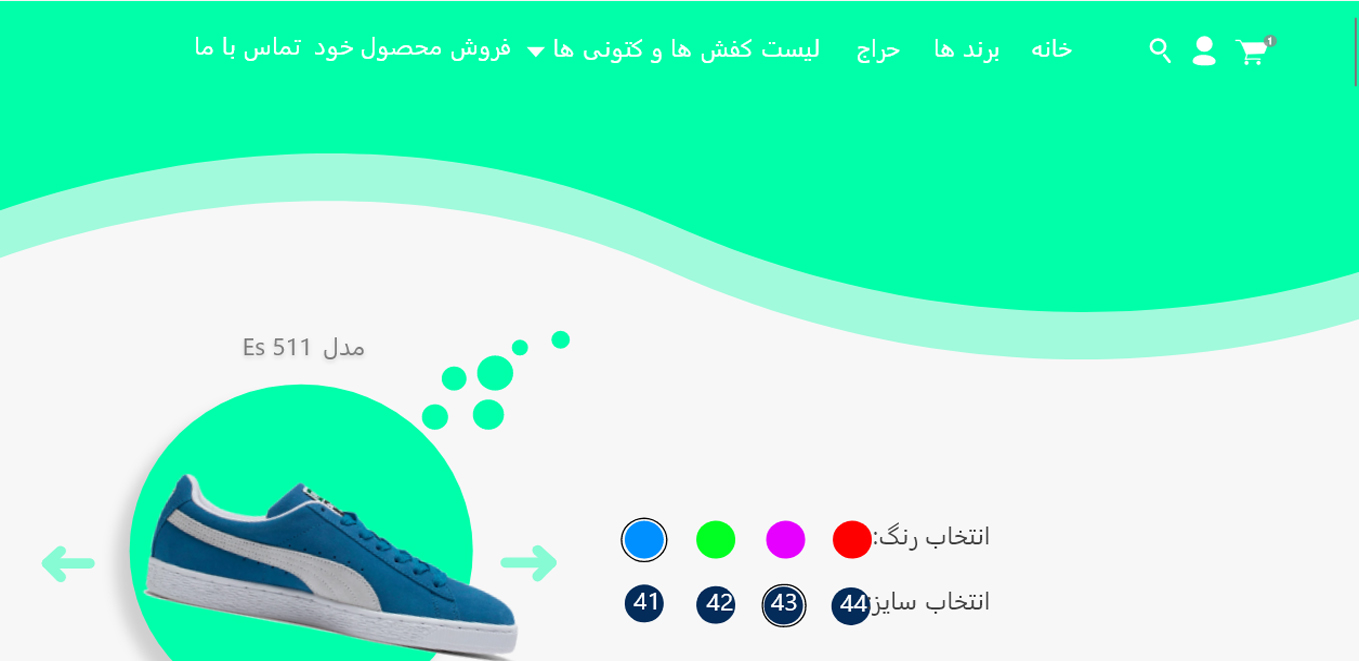 1
خانه برند ها حراج لیست کفش ها و کتونی ها فروش محصول خود تماس با ما
مدل Es 511
انتخاب رنگ:
انتخاب سایز: 44 43 42 41